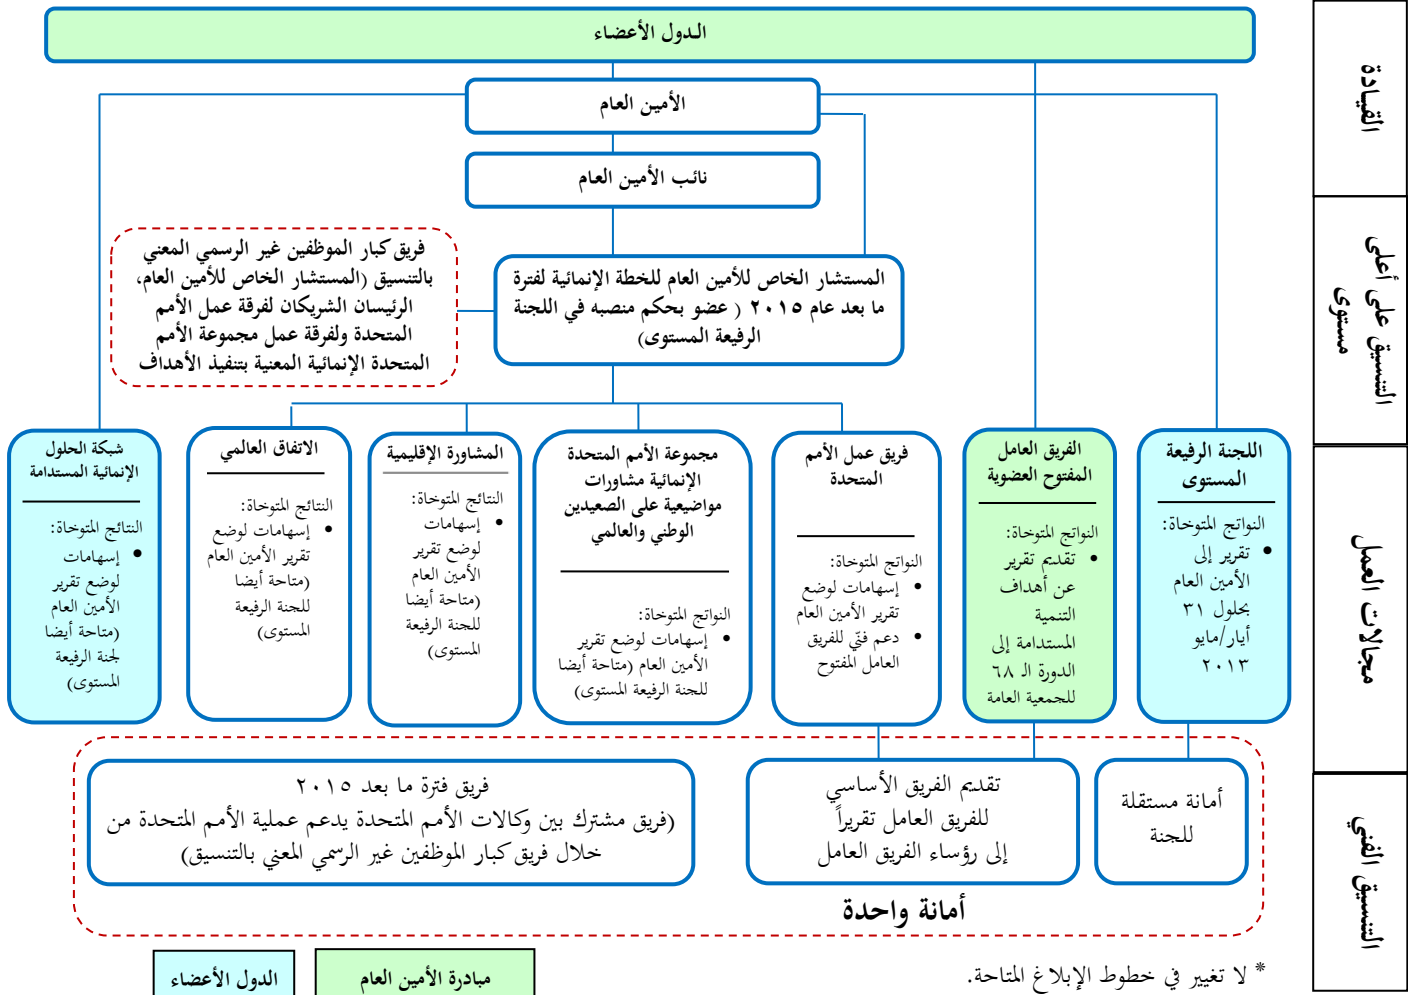 الدول الأعضاء
الأمين العام
نائب الأمين العام
فريق كبار الموظفين غير الرسمي المعني
بالتنسيق (المستشار الخاص للأمين العام،
الرئيسان الشريكان لفرقة عمل الأمم
المتحدة ولفرقة عمل مجموعة الأمم
المتحدة الإنمائية المعنية بتنفيذ الأهداف
المستشار الخاص للأمين العام للخطة الإنمائية لفترة
ما بعد عام ٢٠١٥ ( عضو بحكم منصبه في اللجنة
الرفيعة المستوى)
اللجنة الرفيعة
المستوى
النواتج المتوخاة:
• تقرير إلى
الأمين العام
بحلول ٣١
أيار/مايو
٢٠١٣
الفريق العامل
المفتوح العضوية
النواتج المتوخاة:
• تقديم تقرير
عن أهداف
التنمية
المستدامة إلى
الدورة الـ ٦٨
للجمعية العامة
فريق عمل الأمم
المتحدة
النواتج المتوخاة:
• إسهامات لوضع
تقرير الأمين العام
• دعم فنّي للفريق
العامل المفتوح
مجموعة الأمم المتحدة
الإنمائية مشاورات
مواضيعية على الصعيدين
الوطني والعالمي
النواتج المتوخاة:
• إسهامات لوضع تقرير
الأمين العام (متاحة أيضا
للجنة الرفيعة المستوى)
المشاورة الإقليمية
النتائج المتوخاة:
• إسهامات
لوضع تقرير
الأمين العام
(متاحة أيضا
للجنة الرفيعة
المستوى)
الاتفاق العالمي
النتائج المتوخاة:
• إسهامات لوضع
تقرير الأمين العام
(متاحة أيضا
للجنة الرفيعة
المستوى)
شبكة الحلول
الإنمائية المستدامة
النتائج المتوخاة:
• إسهامات
لوضع تقرير
الأمين العام
(متاحة أيضا
لجنة الرفيعة
المستوى)
أمانة مستقلة
للجنة
تقديم الفريق الأساسي
للفريق العامل تقريراً
إلى رؤساء الفريق العامل
فريق فترة ما بعد ٢٠١٥
(فريق مشترك بين وكالات الأمم المتحدة يدعم عملية الأمم المتحدة من
خلال فريق كبار الموظفين غير الرسمي المعني بالتنسيق)
أمانة واحدة
* لا تغيير في خطوط الإبلاغ المتاحة.
مبادرة الأمين العام
الدول الأعضاء
القيادة
التنسيق على أعلى
مستوى
مجالات العمل
التنسيق الفني